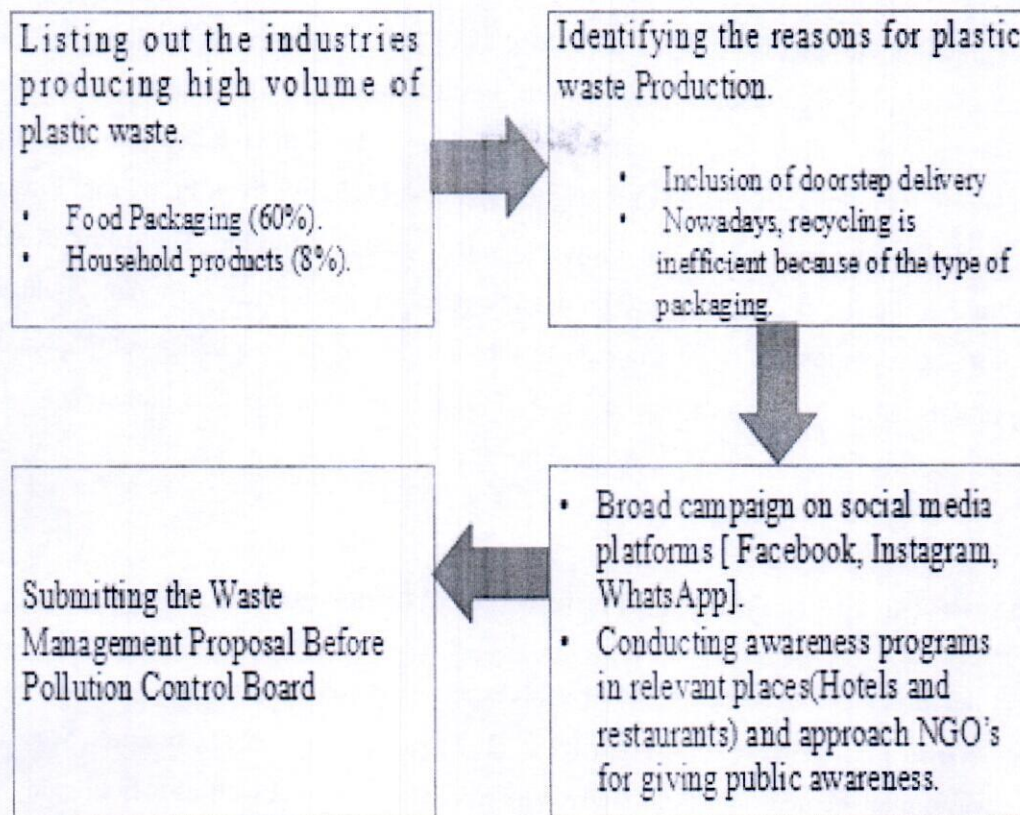 Listing out the industries
producing high volume of
plastic waste.
• Food Packaging (60%).
• Household products (8%).
Identifying the reasons for plastic
waste Production.
• Inclusion of doorstep delivery
• Nowadays, recycling is
inefficient because of the type of
packaging.
• Broad campaign on social media
platforms [ Facebook, Instagram,
WhatsApp].
• Conducting awareness programs
in relevant places(Hotels and
restaurants) and approach NGO's
for giving public awareness.
Submitting the Waste
Management Proposal Before
Pollution Control Board